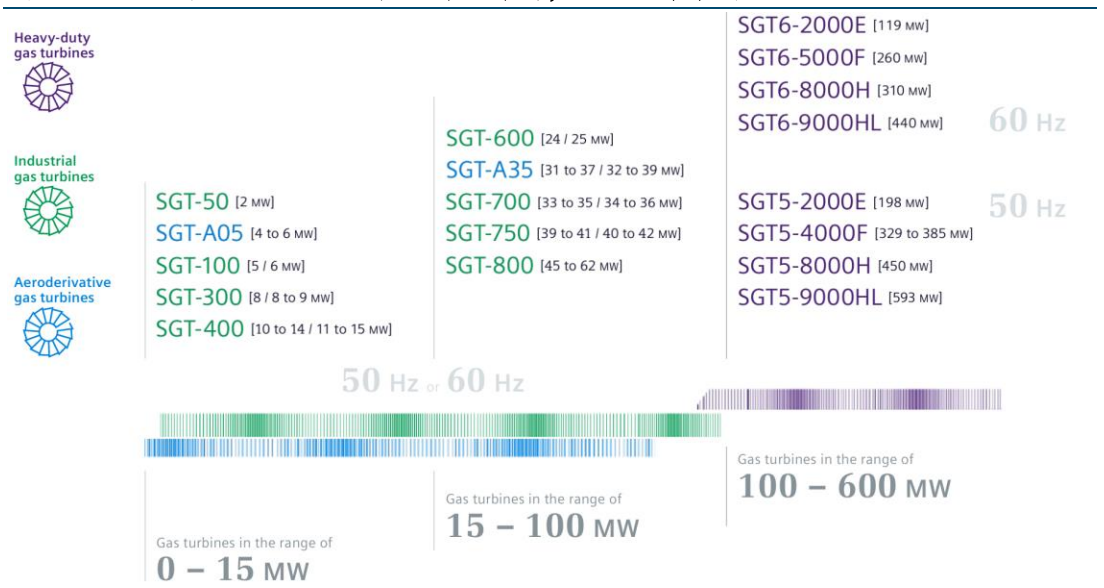 Heavy-duty
gas turbines
Industrial
gas turbines
Aeroderivative
gas turbines
SGT-50 [2 MW]
SGT-A05 [4 to 6 MW]
SGT-100 [5 / 6 MW]
SGT-300 [8 / 8 to 9 MW]
SGT-400 [10 to 14 / 11 to 15 MW]
SGT-600 [24 / 25 MW]
SGT-A35 [31 to 37 / 32 to 39 MW]
SGT-700 [33 to 35 / 34 to 36 MW]
SGT-750 [39 to 41 / 40 to 42 MW]
SGT-800 [45 to 62 MW]
SGT6-2000E [119 MW]
SGT6-5000F [260 MW]
SGT6-8000H [310 MW]
SGT6-9000HL [440 MW]
60 Hz
SGT5-2000E [198 MW]
50 Hz
SGT5-4000F [329 to 385 MW]
SGT5-8000H [450 MW]
SGT5-9000HL [593 MW]
50 Hz or 60 Hz
Gas turbines in the range of
0 – 15 MW
Gas turbines in the range of
15 – 100 MW
Gas turbines in the range of
100 – 600 MW